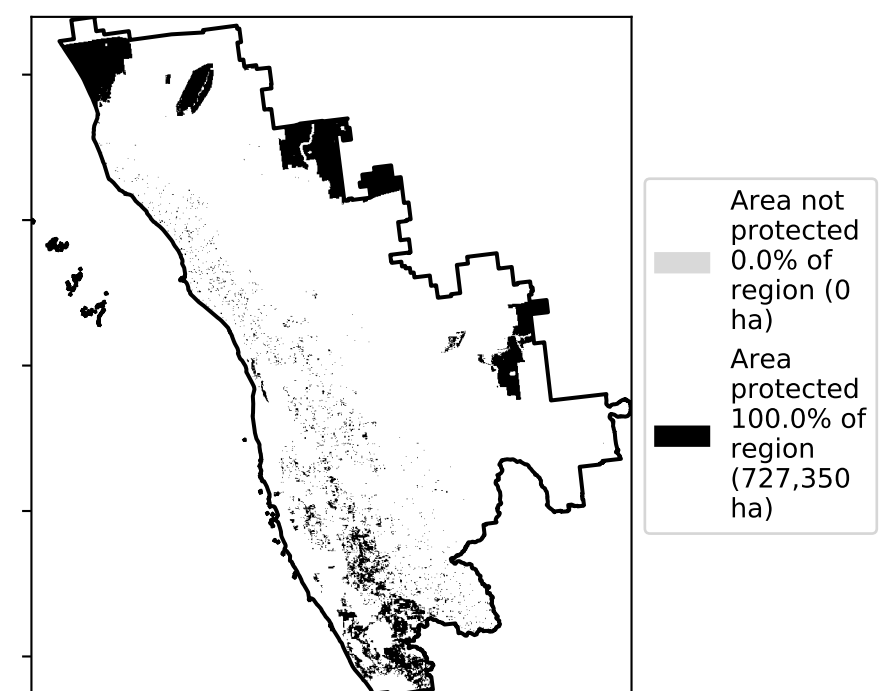 Area not
protected
0.0% of
region (0
ha)
Area
protected
100.0% of
region
(727,350
ha)